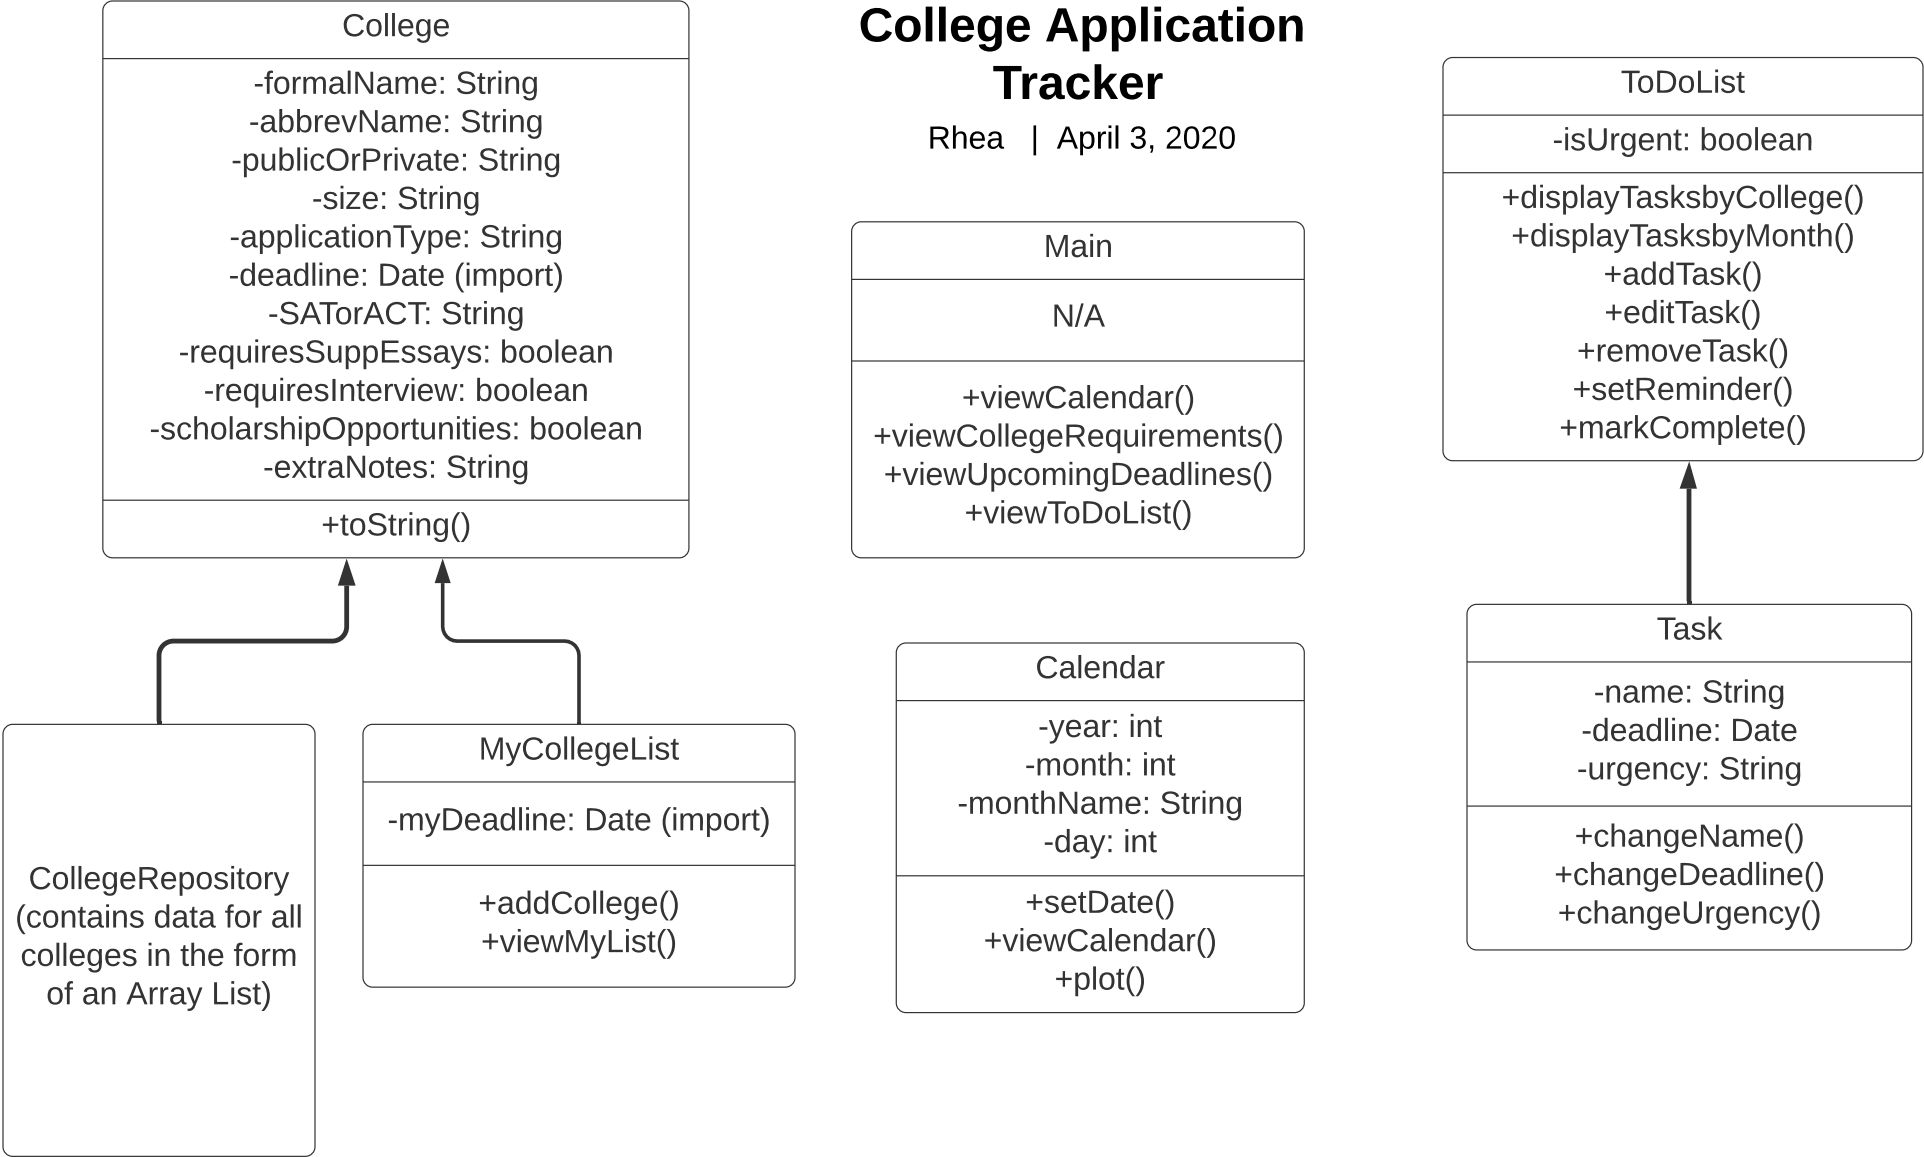 College Application
Tracker
Rhea | April 3, 2020
College
-formalName: String
-abbrevName: String
-publicOrPrivate: String
-size: String
-applicationType: String
-deadline: Date (import)
-SATorACT: String
-requiresSuppEssays: boolean
-requiresInterview: boolean
-scholarshipOpportunities: boolean
-extraNotes: String
+toString()
CollegeRepository
(contains data for all
colleges in the form
of an Array List)
MyCollegeList
-myDeadline: Date (import)
+addCollege()
+viewMyList()
Main
N/A
+viewCalendar()
+viewCollegeRequirements()
+viewUpcomingDeadlines()
+viewToDoList()
Calendar
-year: int
-month: int
-monthName: String
-day: int
+setDate()
+viewCalendar()
+plot()
ToDoList
-isUrgent: boolean
+displayTasksbyCollege()
+displayTasksbyMonth()
+addTask()
+editTask()
+removeTask()
+setReminder()
+markComplete()
Task
-name: String
-deadline: Date
-urgency: String
+changeName()
+changeDeadline()
+changeUrgency()